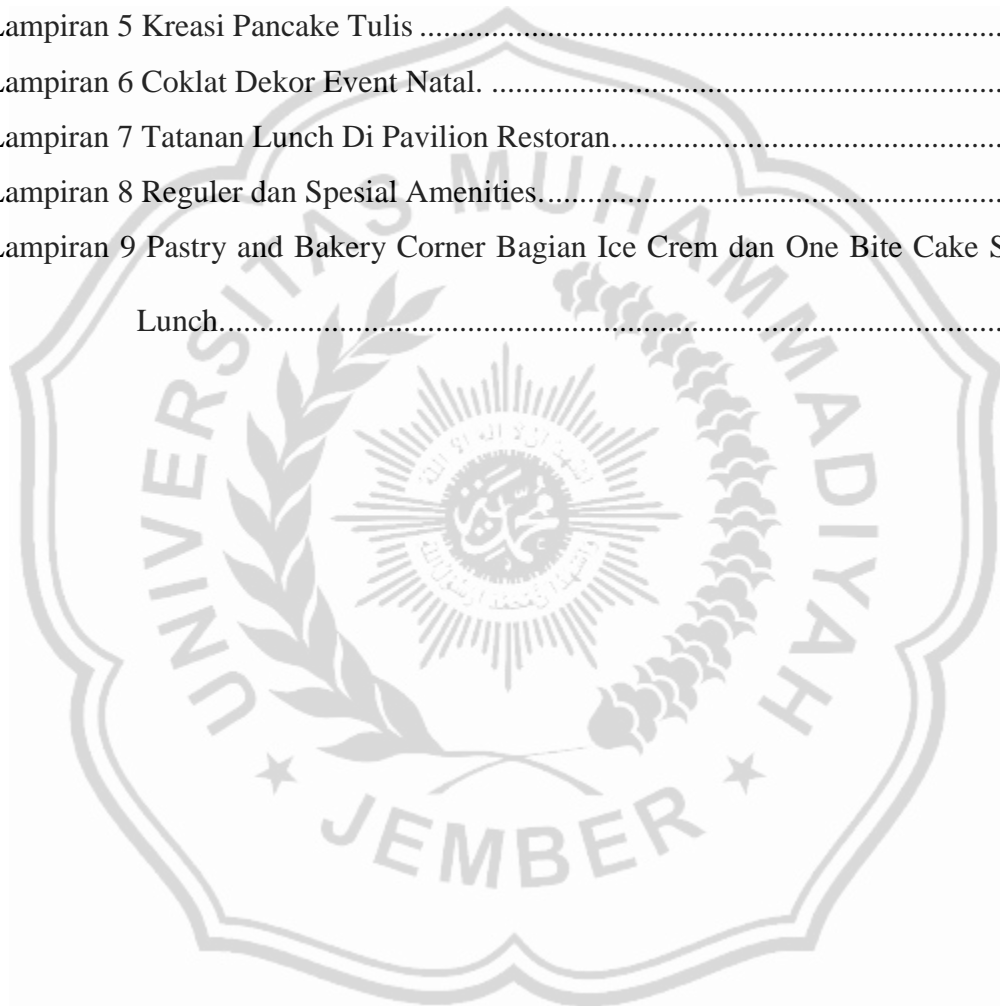 Lampiran 5 Kreasi Pancake Tulis ......................................................................
Lampiran 6 Coklat Dekor Event Natal. .............................................................
Lampiran 7 Tatanan Lunch Di Pavilion Restoran...............................................
Lampiran 8 Reguler dan Spesial Amenities........................................................
Lampiran 9 Pastry and Bakery Corner Bagian Ice Crem dan One Bite Cake S
Lunch................................................................................................
UNIVERSITAS MUHAMMADIYAH
JEMBER